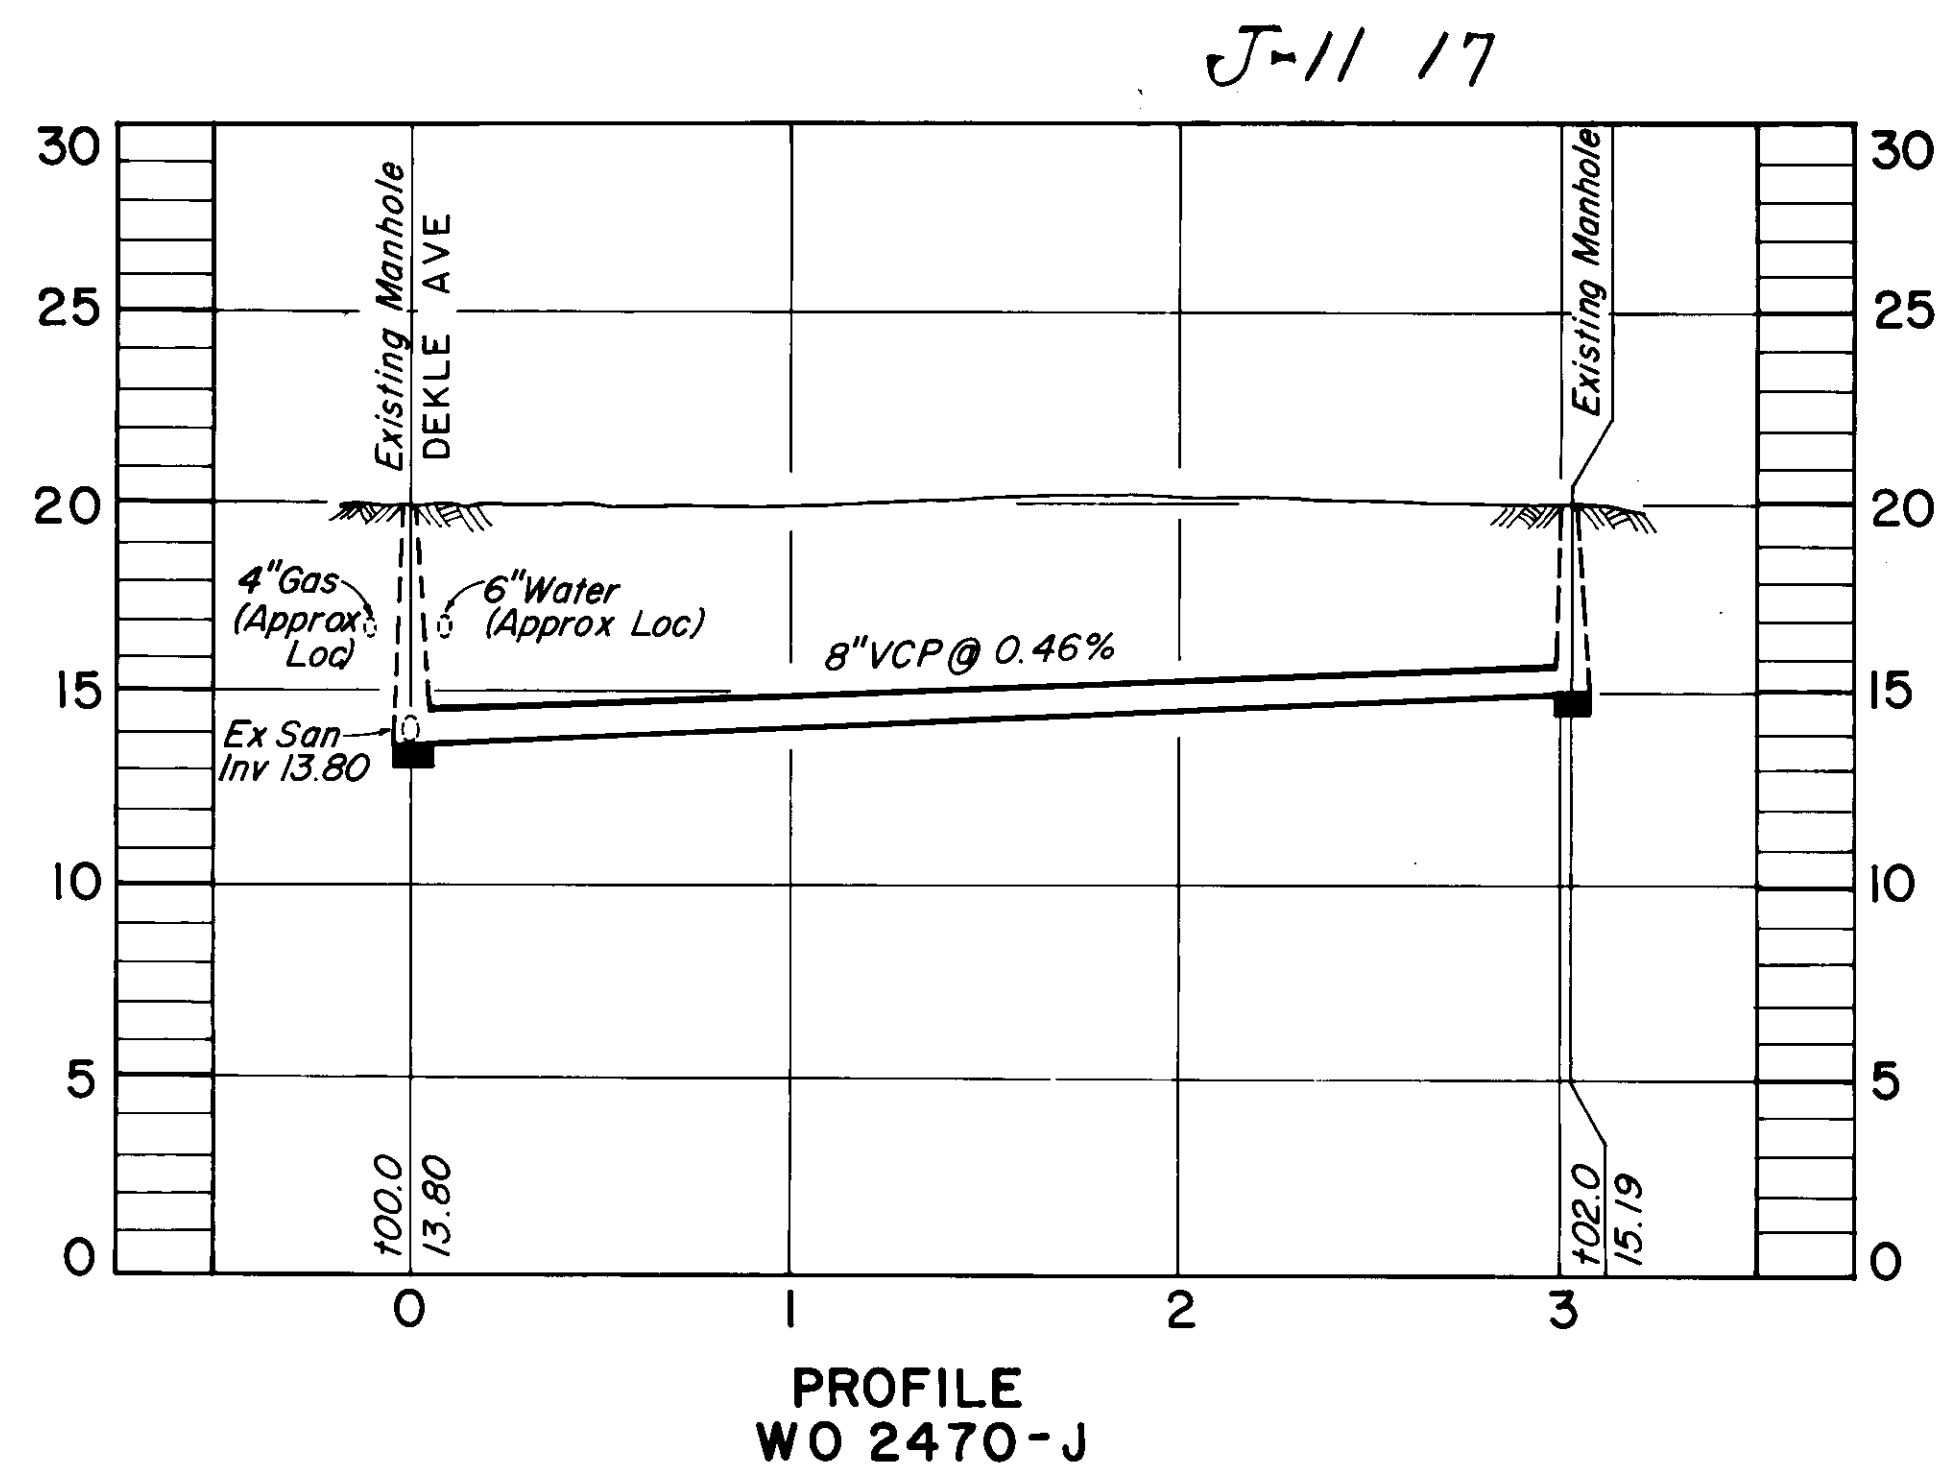 J-11 17
30
25
20
15
10
5
0
30
25
20
15
10
5
0
Existing Manhole
DEKLE AVE
Existing Manhole
4"Gas
(Approx
Loc)
6"Water
(Approx Loc)
8"VCP @ 0.46%
Ex San
Inv 13.80
+00.0
13.80
+02.0
15.19
0 1 2 3
PROFILE
WO 2470-J